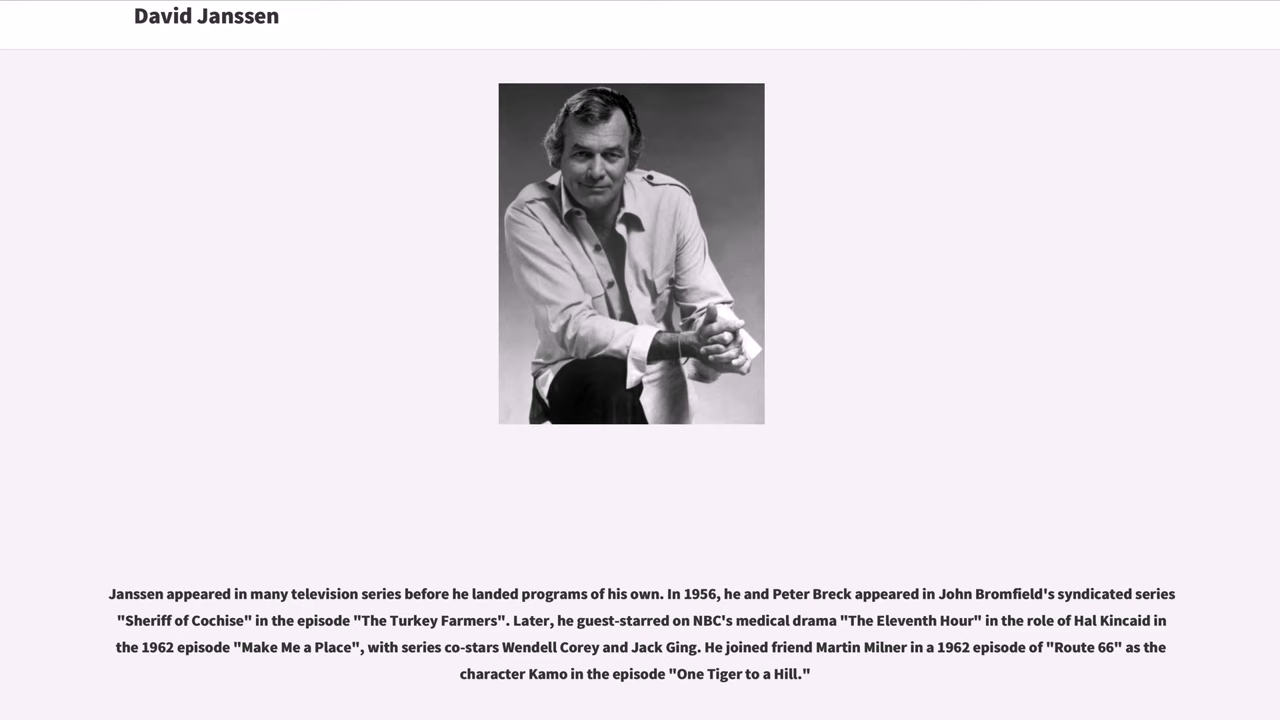 David Janssen
Janssen appeared in many television series before he landed programs of his own. In 1956, he and Peter Breck appeared in John Bromfield's syndicated series
"Sheriff of Cochise" in the episode "The Turkey Farmers". Later, he guest-starred on NBC's medical drama "The Eleventh Hour" in the role of Hal Kincaid in
the 1962 episode "Make Me a Place", with series co-stars Wendell Corey and Jack Ging. He joined friend Martin Milner in a 1962 episode of "Route 66" as the
character Kamo in the episode "One Tiger to a Hill."